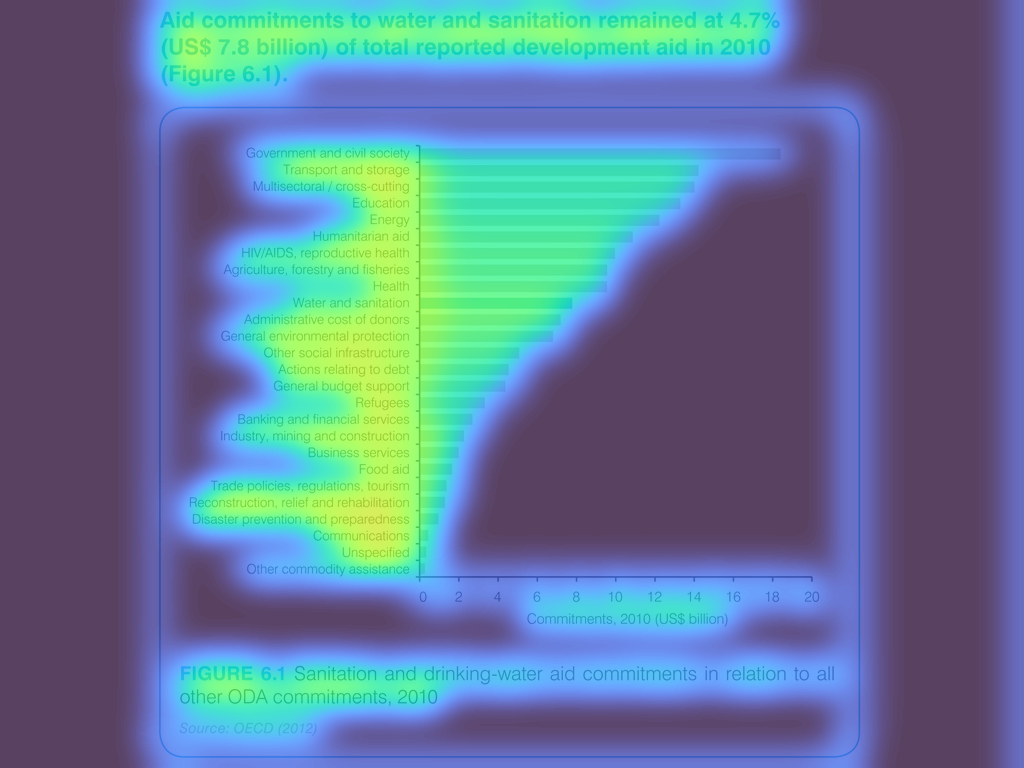 Aid commitments to water and sanitation remained at 4.7%
(US$ 7.8 billion) of total reported development aid in 2010
(Figure 6.1).
Government and civil society
Transport and storage
Multisectoral / cross-cutting
Education
Energy
Humanitarian aid
HIV/AIDS, reproductive health
Agriculture, forestry and fisheries
Health
Water and sanitation
Administrative cost of donors
General environmental protection
Other social infrastructure
Actions relating to debt
General budget support
Refugees
Banking and financial services
Industry, mining and construction
Business services
Food aid
Trade policies, regulations, tourism
Reconstruction, relief and rehabilitation
Disaster prevention and preparedness
Communications
Unspecified
Other commodity assistance
0 2 4 6 8 10 12 14 16 18 20
Commitments, 2010 (US$ billion)
FIGURE 6.1 Sanitation and drinking-water aid commitments in relation to all
other ODA commitments, 2010
Source: OECD (2012)